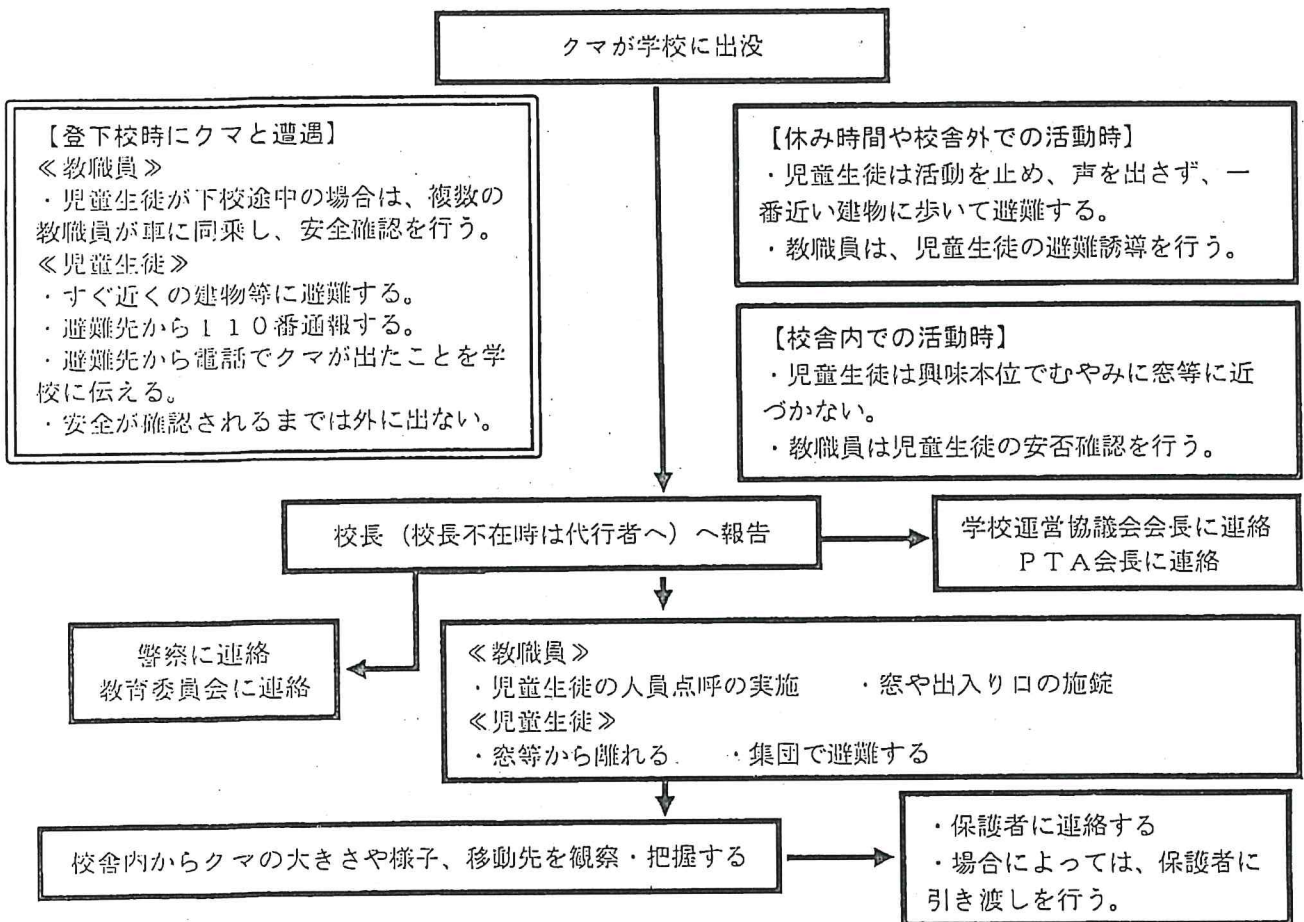 クマが学校に出没
【登下校時にクマと遭遇】
≪教職員≫
・児童生徒が下校途中の場合は、複数の
教職員が車に同乗し、安全確認を行う。
≪児童生徒≫
・すぐ近くの建物等に避難する。
・避難先から110番通報する。
・避難先から電話でクマが出たことを学
校に伝える。
・安全が確認されるまでは外に出ない。
【休み時間や校舎外での活動時】
・児童生徒は活動を止め、声を出さず、一
番近い建物に歩いて避難する。
・教職員は、児童生徒の避難誘導を行う。
【校舎内での活動時】
・児童生徒は興味本位でむやみに窓等に近
づかない。
・教職員は児童生徒の安否確認を行う。
校長（校長不在時は代行者へ）へ報告
学校運営協議会会長に連絡
ＰＴＡ会長に連絡
警察に連絡
教育委員会に連絡
≪教職員≫
・児童生徒の人員点呼の実施　・窓や出入り口の施錠
≪児童生徒≫
・窓等から離れる　・集団で避難する
校舎内からクマの大きさや様子、移動先を観察・把握する
・保護者に連絡する
・場合によっては、保護者に
引き渡しを行う。